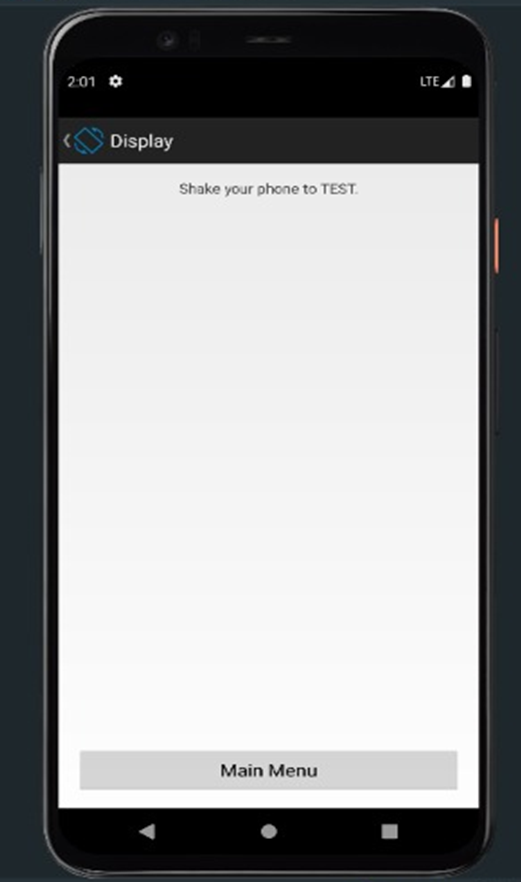 2:01
LTE
Display
Shake your phone to TEST.
Main Menu